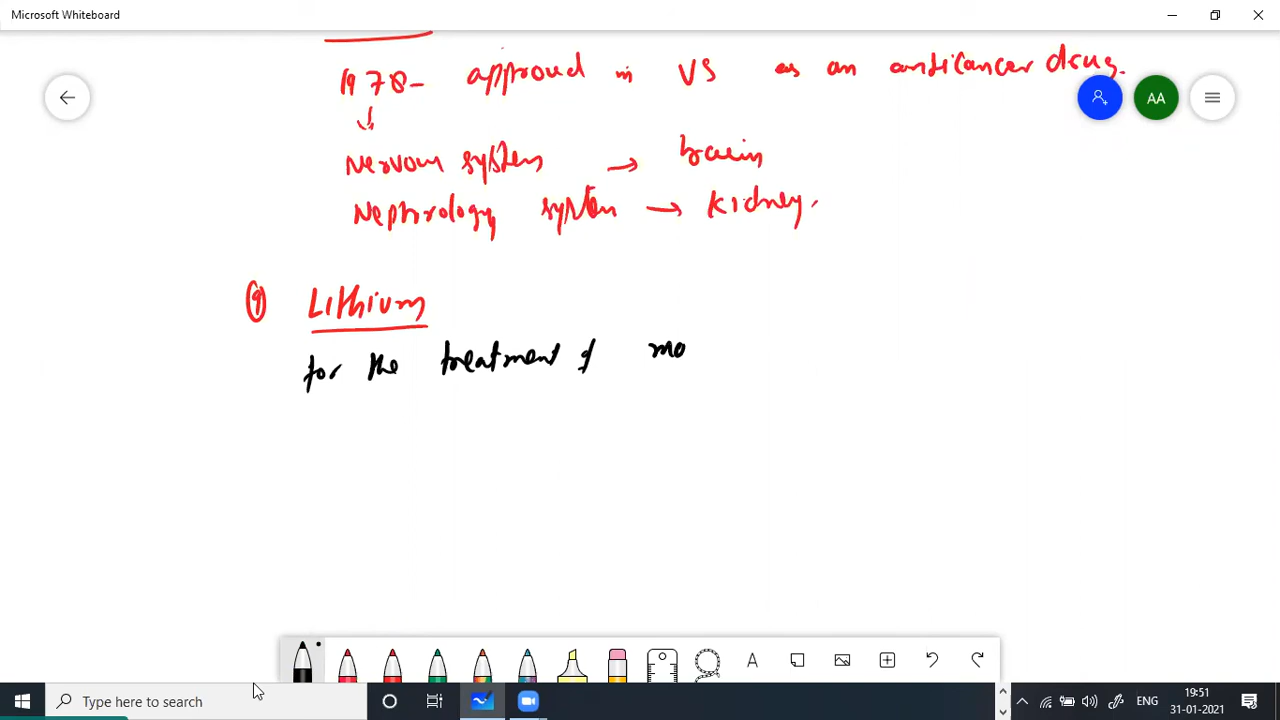 Microsoft Whiteboard
1978- approved in US as an anticancer drug.
AA
Nervous system → brain
Nephrology system → kidney.
⑨ Lithium
for the treatment of mo
A
Type here to search
ENG
19:51
31-01-2021